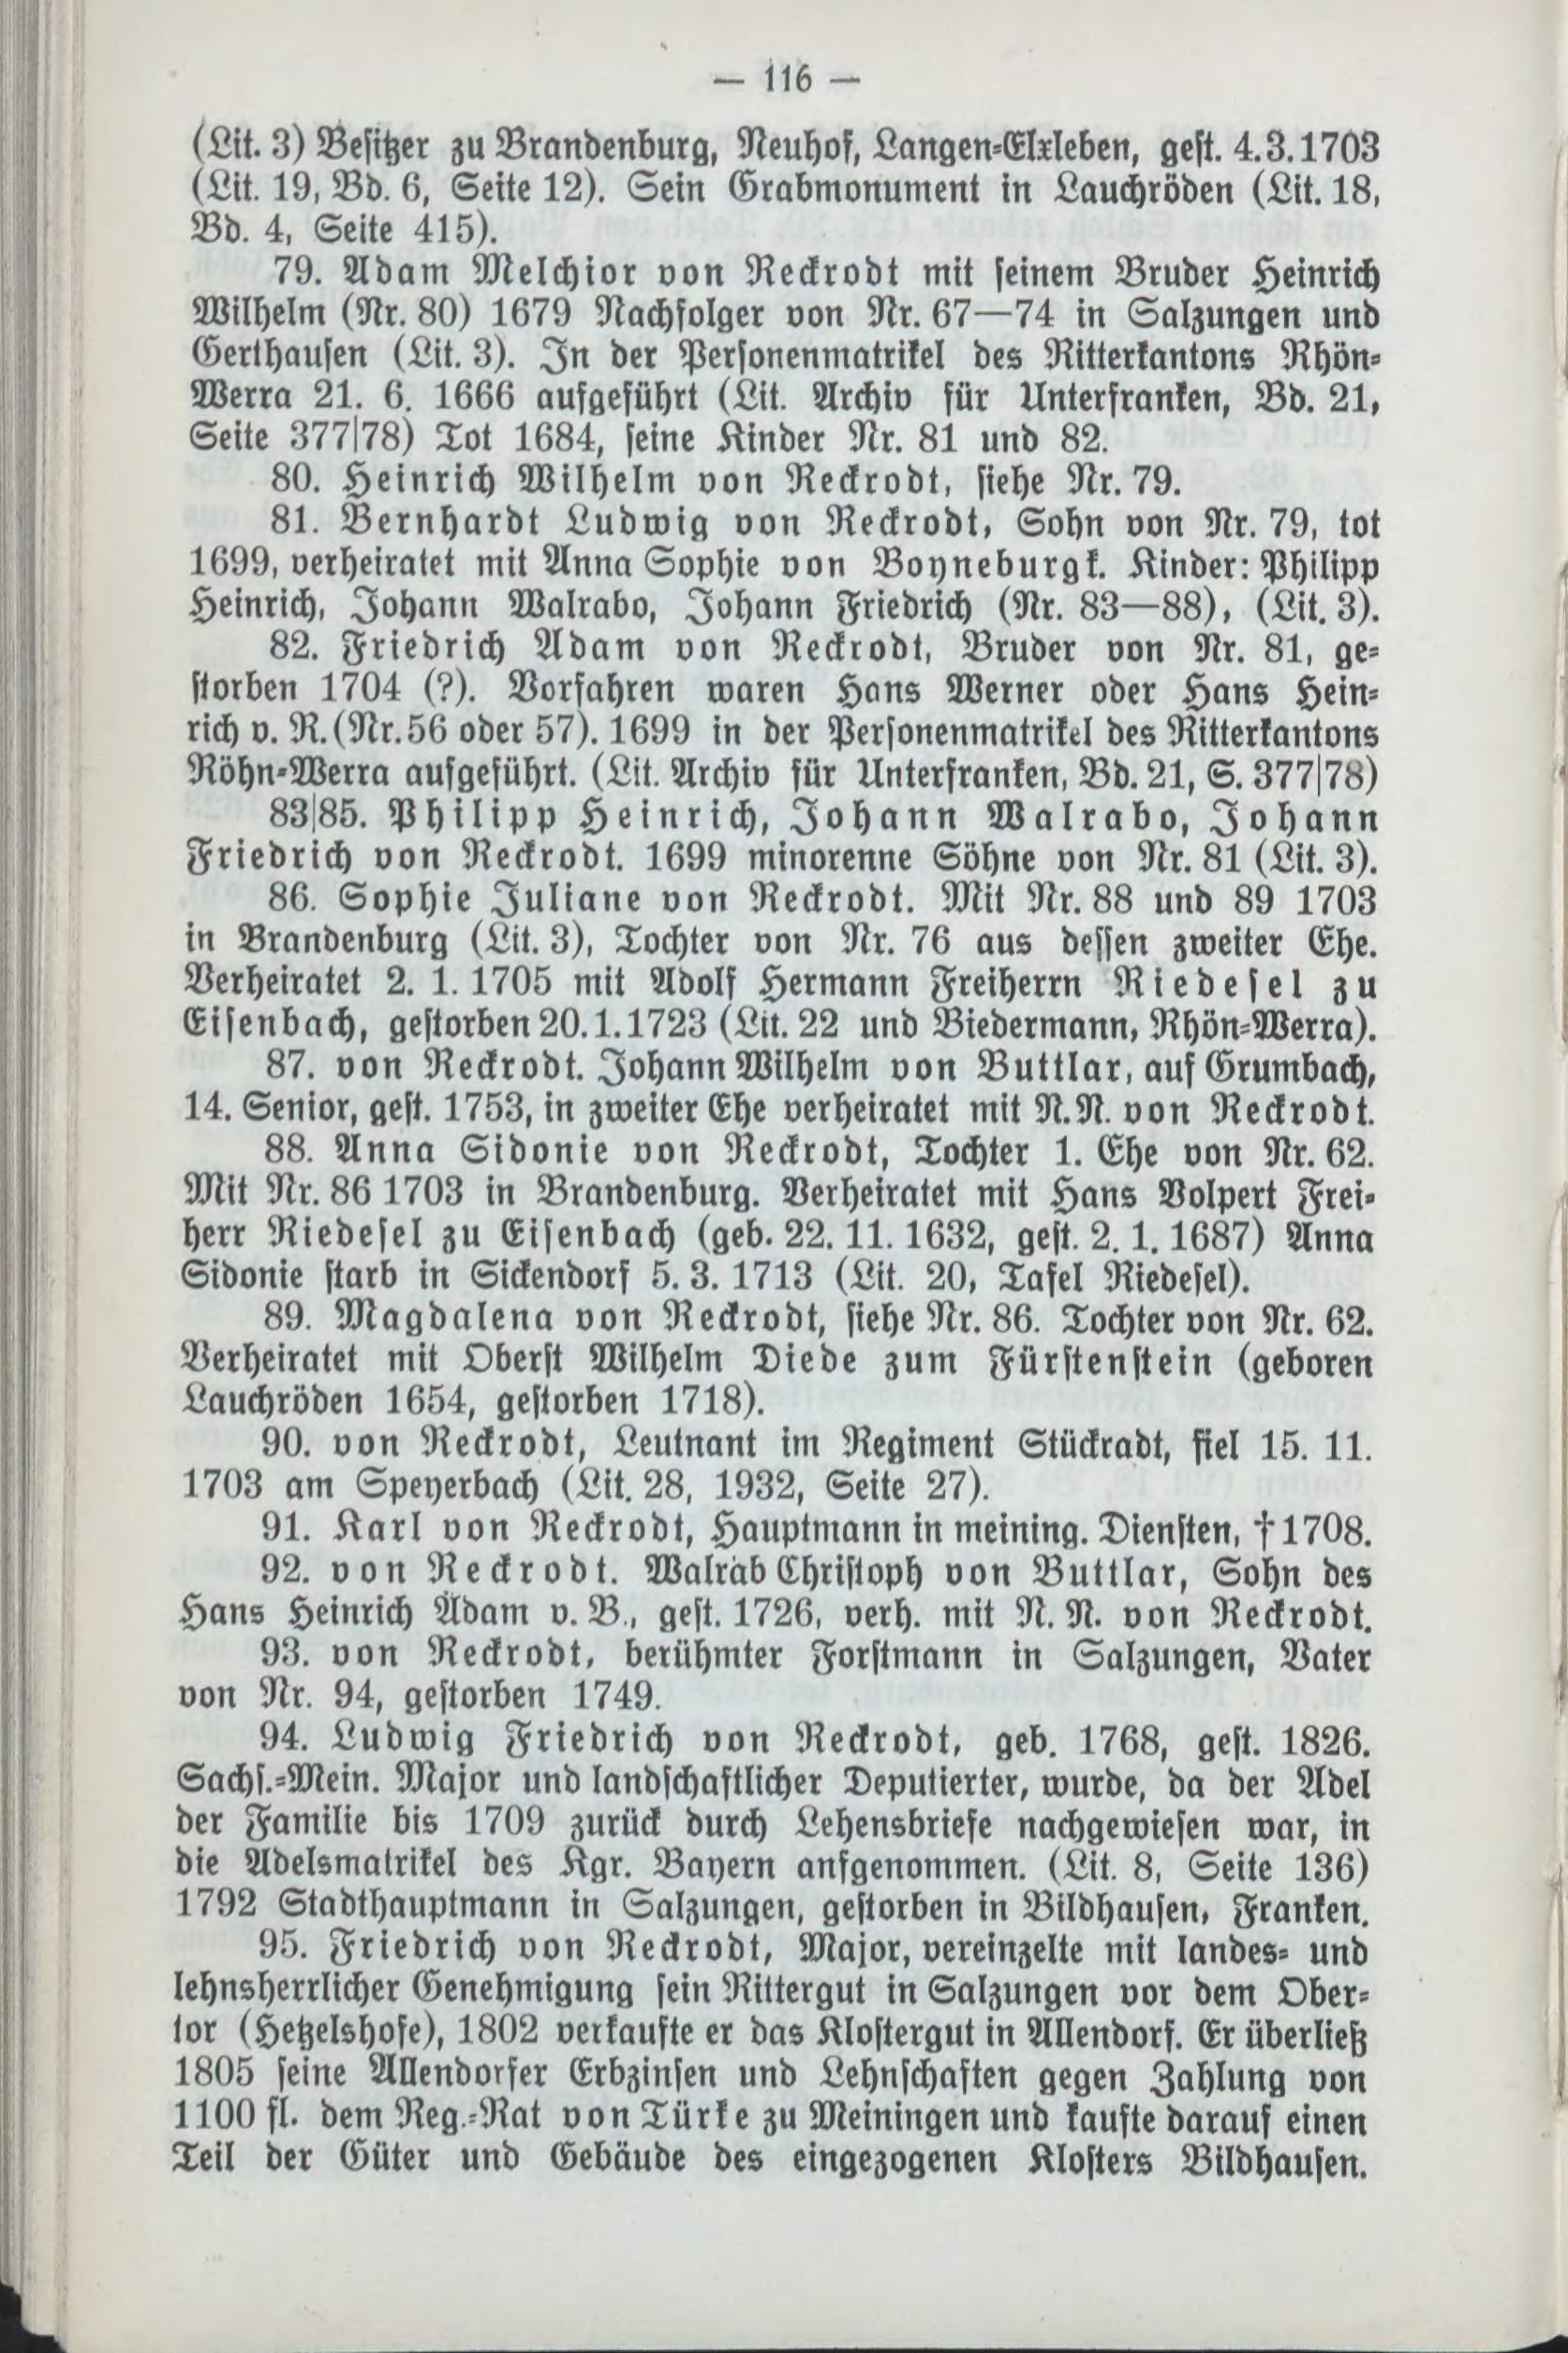 — 116 —
(Lit. 3) Besitzer zu Brandenburg, Neuhof, Langen-Elxleben, gest. 4.3.1703
(Lit. 19, Bd. 6, Seite 12). Sein Grabmonument in Lauchröden (Lit. 18,
Bd. 4, Seite 415).
79. Adam Melchior von Reckrodt mit seinem Bruder Heinrich
Wilhelm (Nr. 80) 1679 Nachfolger von Nr. 67—74 in Salzungen und
Gerthausen (Lit. 3). In der Personenmatrikel des Ritterkantons Rhön-
Werra 21. 6. 1666 aufgeführt (Lit. Archiv für Unterfranken, Bd. 21,
Seite 377|78) Tot 1684, seine Kinder Nr. 81 und 82.
80. Heinrich Wilhelm von Reckrodt, siehe Nr. 79.
81. Bernhardt Ludwig von Reckrodt, Sohn von Nr. 79, tot
1699, verheiratet mit Anna Sophie von Boyneburgk. Kinder: Philipp
Heinrich, Johann Walrabo, Johann Friedrich (Nr. 83—88), (Lit. 3).
82. Friedrich Adam von Reckrodt, Bruder von Nr. 81, ge-
storben 1704 (?). Vorfahren waren Hans Werner oder Hans Hein-
rich v. R. (Nr. 56 oder 57). 1699 in der Personenmatrikel des Ritterkantons
Röhn-Werra aufgeführt. (Lit. Archiv für Unterfranken, Bd. 21, S. 377|78)
83|85. Philipp Heinrich, Johann Walrabo, Johann
Friedrich von Reckrodt. 1699 minorenne Söhne von Nr. 81 (Lit. 3).
86. Sophie Juliane von Reckrodt. Mit Nr. 88 und 89 1703
in Brandenburg (Lit. 3), Tochter von Nr. 76 aus dessen zweiter Ehe.
Verheiratet 2. 1. 1705 mit Adolf Hermann Freiherrn Riedesel zu
Eisenbach, gestorben 20.1.1723 (Lit. 22 und Biedermann, Rhön-Werra).
87. von Reckrodt. Johann Wilhelm von Buttlar, auf Grumbach,
14. Senior, gest. 1753, in zweiter Ehe verheiratet mit N.N. von Reckrodt.
88. Anna Sidonie von Reckrodt, Tochter 1. Ehe von Nr. 62.
Mit Nr. 86 1703 in Brandenburg. Verheiratet mit Hans Volpert Frei-
herr Riedesel zu Eisenbach (geb. 22. 11. 1632, gest. 2. 1. 1687) Anna
Sidonie starb in Sickendorf 5. 3. 1713 (Lit. 20, Tafel Riedesel).
89. Magdalena von Reckrodt, siehe Nr. 86. Tochter von Nr. 62.
Verheiratet mit Oberst Wilhelm Diede zum Fürstenstein (geboren
Lauchröden 1654, gestorben 1718).
90. von Reckrodt, Leutnant im Regiment Stückradt, fiel 15. 11.
1703 am Speyerbach (Lit. 28, 1932, Seite 27).
91. Karl von Reckrodt, Hauptmann in meining. Diensten, † 1708.
92. von Reckrodt. Walrab Christoph von Buttlar, Sohn des
Hans Heinrich Adam v. B., gest. 1726, verh. mit N. N. von Reckrodt.
93. von Reckrodt, berühmter Forstmann in Salzungen, Vater
von Nr. 94, gestorben 1749.
94. Ludwig Friedrich von Reckrodt, geb. 1768, gest. 1826.
Sachs.-Mein. Major und landschaftlicher Deputierter, wurde, da der Adel
der Familie bis 1709 zurück durch Lehensbriefe nachgewiesen war, in
die Adelsmatrikel des Kgr. Bayern anfgenommen. (Lit. 8, Seite 136)
1792 Stadthauptmann in Salzungen, gestorben in Bildhausen, Franken.
95. Friedrich von Reckrodt, Major, vereinzelte mit landes- und
lehnsherrlicher Genehmigung sein Rittergut in Salzungen vor dem Ober-
tor (Hetzelshofe), 1802 verkaufte er das Klostergut in Allendorf. Er überließ
1805 seine Allendorfer Erbzinsen und Lehnschaften gegen Zahlung von
1100 fl. dem Reg.-Rat von Türke zu Meiningen und kaufte darauf einen
Teil der Güter und Gebäude des eingezogenen Klosters Bildhausen.